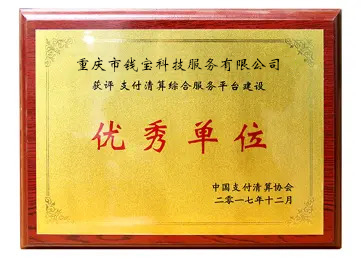 重庆市钱宝科技服务有限公司
获评 支付清算综合服务平台建设
优秀单位
中国支付清算协会
二〇一七年十二月